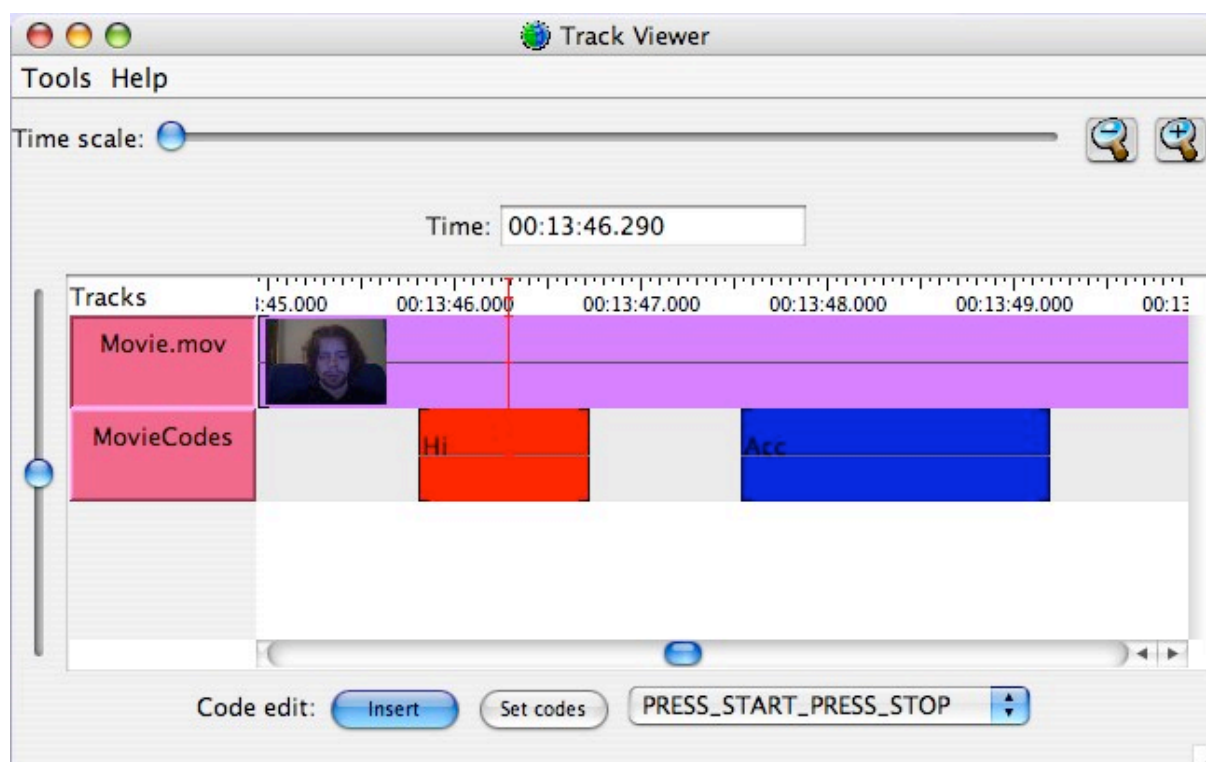 Track Viewer
Tools Help
Time scale:
Time: 00:13:46.290
Tracks
:45.000 00:13:46.000 00:13:47.000 00:13:48.000 00:13:49.000 00:13
Movie.mov
MovieCodes
Hi Acc
Code edit: Insert Set codes PRESS_START_PRESS_STOP